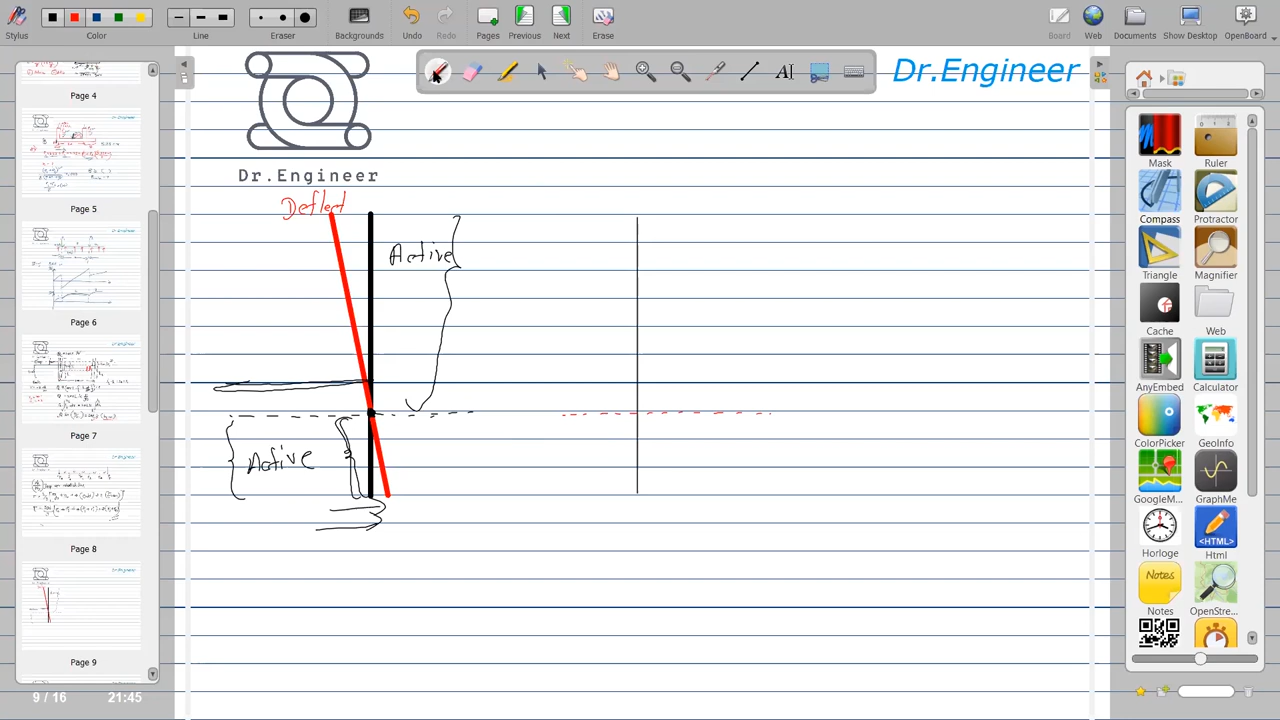 Stylus
Color
Line
Eraser
Backgrounds
Undo
Redo
Pages
Previous
Next
Erase
Board
Web
Documents
Show Desktop
OpenBoard
Dr.Engineer
Dr.Engineer
Deflect
Active
Active
Page 4
Page 5
Page 6
Page 7
Page 8
Page 9
9 / 16
21:45
Mask
Ruler
Compass
Protractor
Triangle
Magnifier
Cache
Web
AnyEmbed
Calculator
ColorPicker
GeoInfo
GoogleM...
GraphMe
Horloge
<HTML>
Html
Notes
Notes
OpenStre...